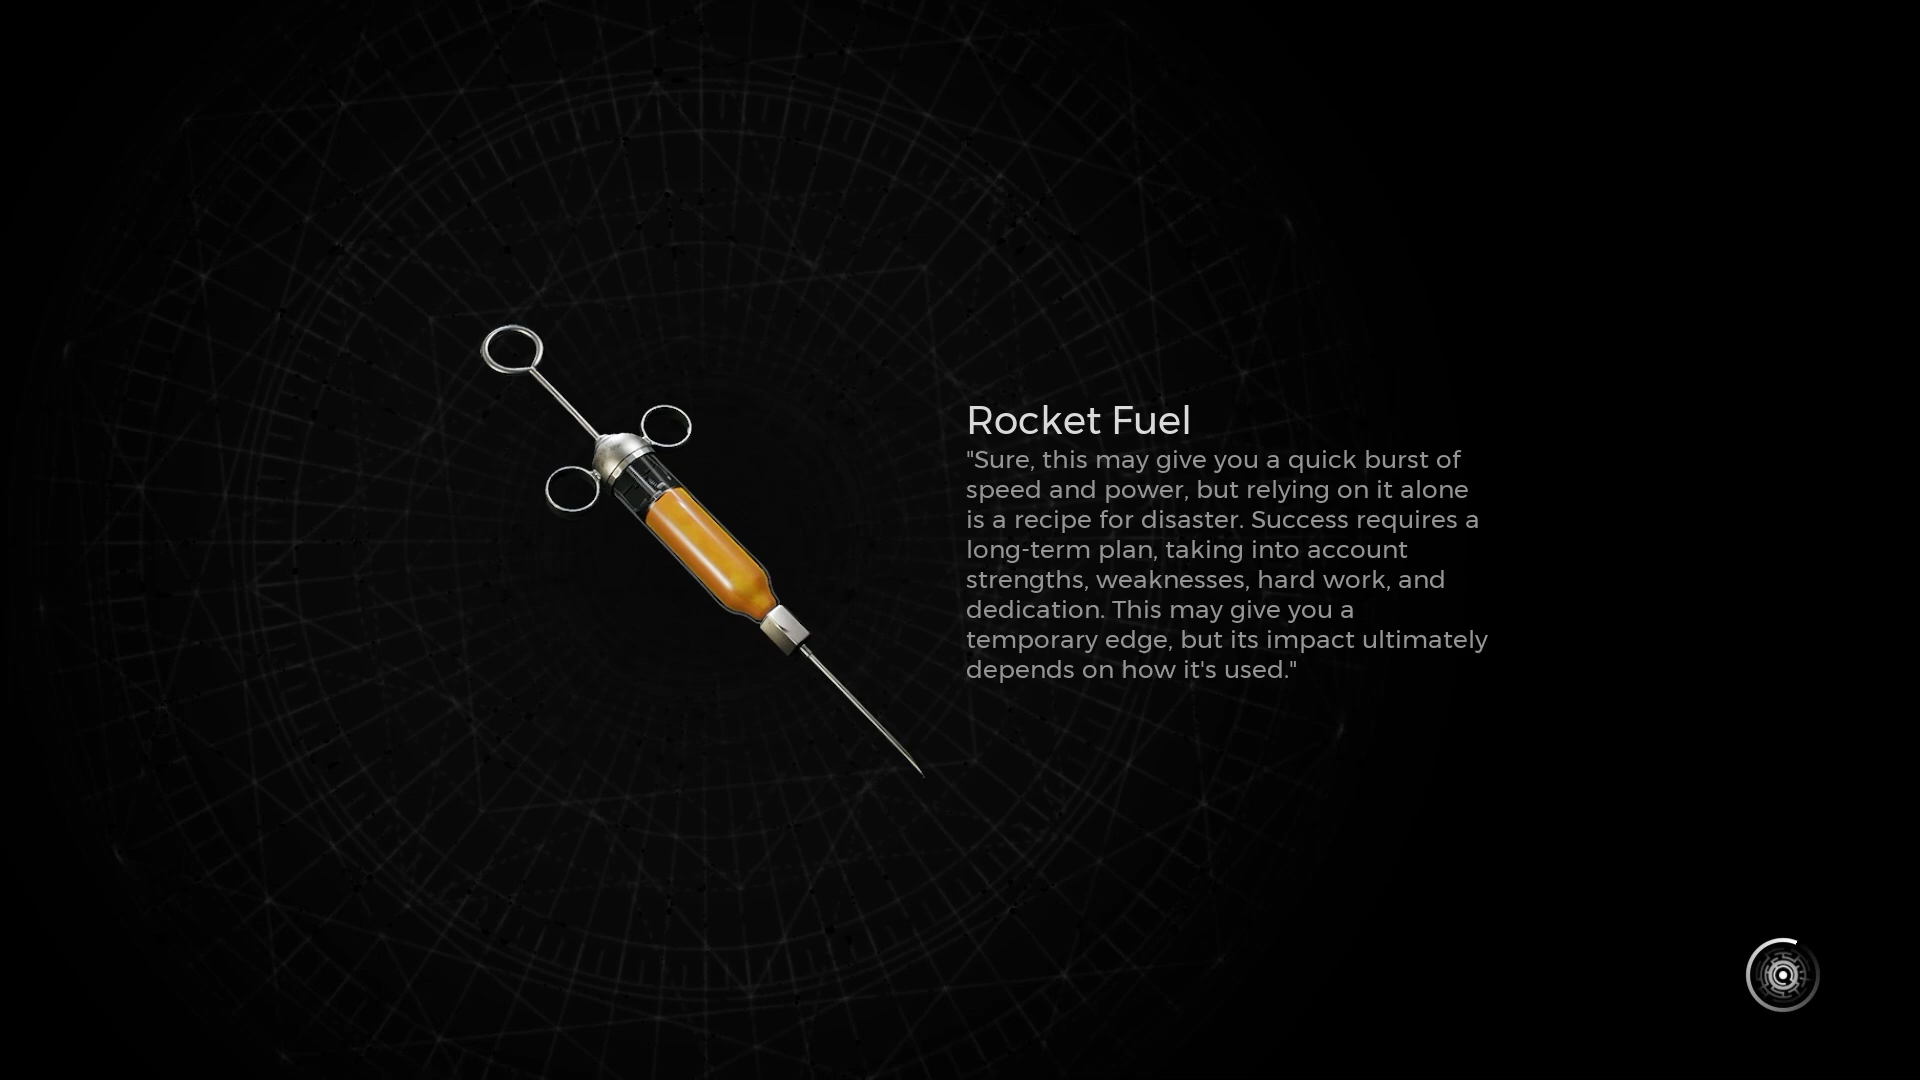 Rocket Fuel
"Sure, this may give you a quick burst of
speed and power, but relying on it alone
is a recipe for disaster. Success requires a
long-term plan, taking into account
strengths, weaknesses, hard work, and
dedication. This may give you a
temporary edge, but its impact ultimately
depends on how it's used."